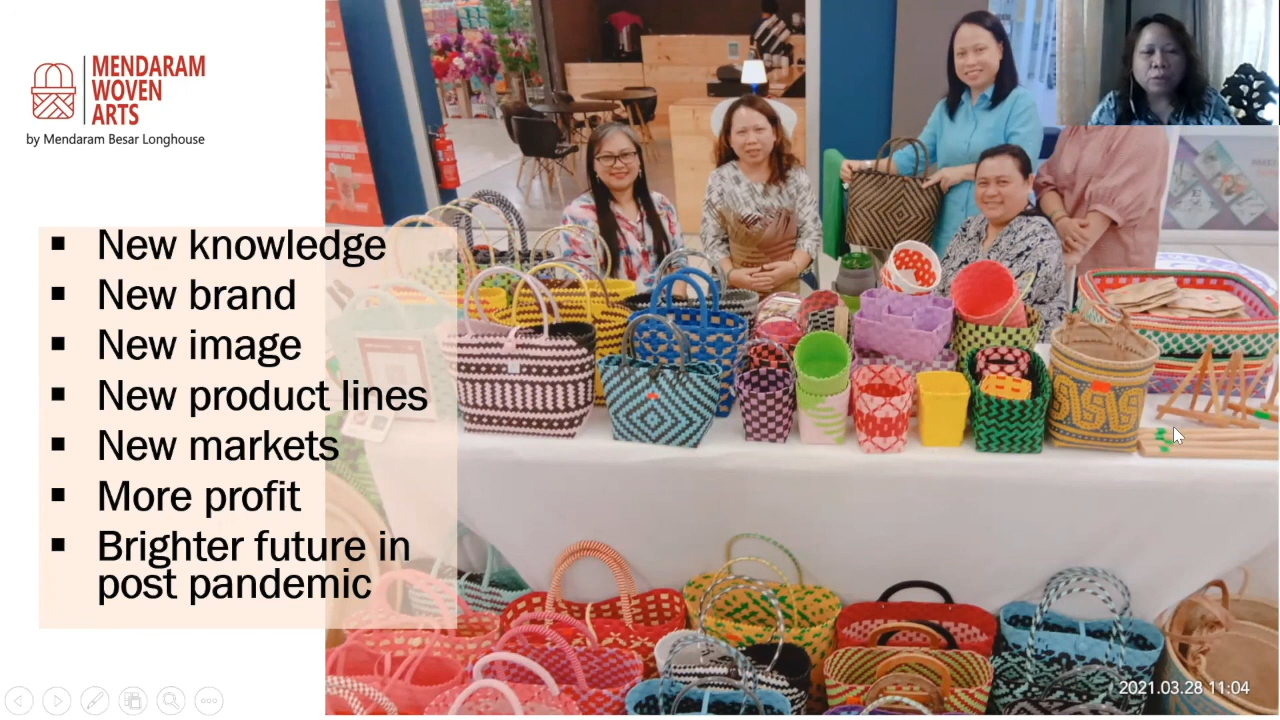 MENDARAM
WOVEN
ARTS
by Mendaram Besar Longhouse
▪ New knowledge
▪ New brand
▪ New image
▪ New product lines
▪ New markets
▪ More profit
▪ Brighter future in
post pandemic
2021.03.28 11:04